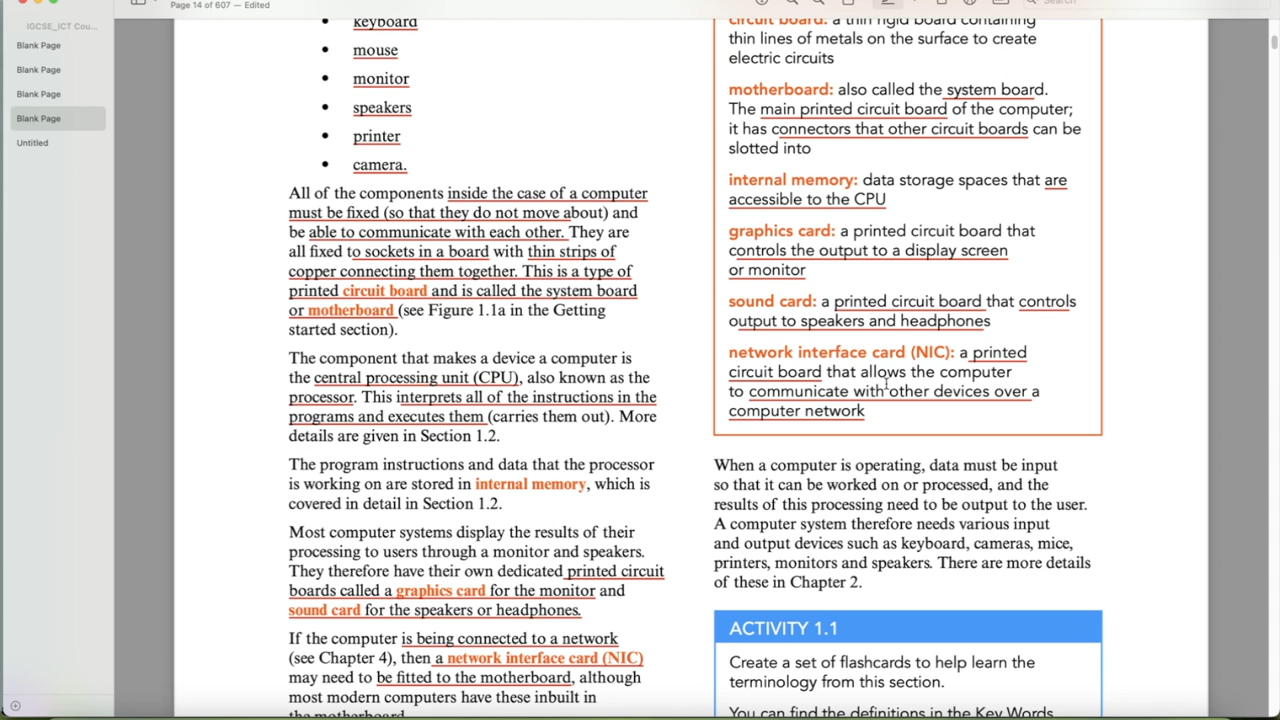 Page 14 of 607 — Edited
Search
IGCSE_ICT Cou...
Blank Page
Blank Page
Blank Page
Blank Page
Untitled
• keyboard
• mouse
• monitor
• speakers
• printer
• camera.
All of the components inside the case of a computer
must be fixed (so that they do not move about) and
be able to communicate with each other. They are
all fixed to sockets in a board with thin strips of
copper connecting them together. This is a type of
printed circuit board and is called the system board
or motherboard (see Figure 1.1a in the Getting
started section).
The component that makes a device a computer is
the central processing unit (CPU), also known as the
processor. This interprets all of the instructions in the
programs and executes them (carries them out). More
details are given in Section 1.2.
The program instructions and data that the processor
is working on are stored in internal memory, which is
covered in detail in Section 1.2.
Most computer systems display the results of their
processing to users through a monitor and speakers.
They therefore have their own dedicated printed circuit
boards called a graphics card for the monitor and
sound card for the speakers or headphones.
If the computer is being connected to a network
(see Chapter 4), then a network interface card (NIC)
may need to be fitted to the motherboard, although
most modern computers have these inbuilt in
the motherboard.
circuit board: a thin rigid board containing
thin lines of metals on the surface to create
electric circuits
motherboard: also called the system board.
The main printed circuit board of the computer;
it has connectors that other circuit boards can be
slotted into
internal memory: data storage spaces that are
accessible to the CPU
graphics card: a printed circuit board that
controls the output to a display screen
or monitor
sound card: a printed circuit board that controls
output to speakers and headphones
network interface card (NIC): a printed
circuit board that allows the computer
to communicate with other devices over a
computer network
When a computer is operating, data must be input
so that it can be worked on or processed, and the
results of this processing need to be output to the user.
A computer system therefore needs various input
and output devices such as keyboard, cameras, mice,
printers, monitors and speakers. There are more details
of these in Chapter 2.
ACTIVITY 1.1
Create a set of flashcards to help learn the
terminology from this section.
You can find the definitions in the Key Words